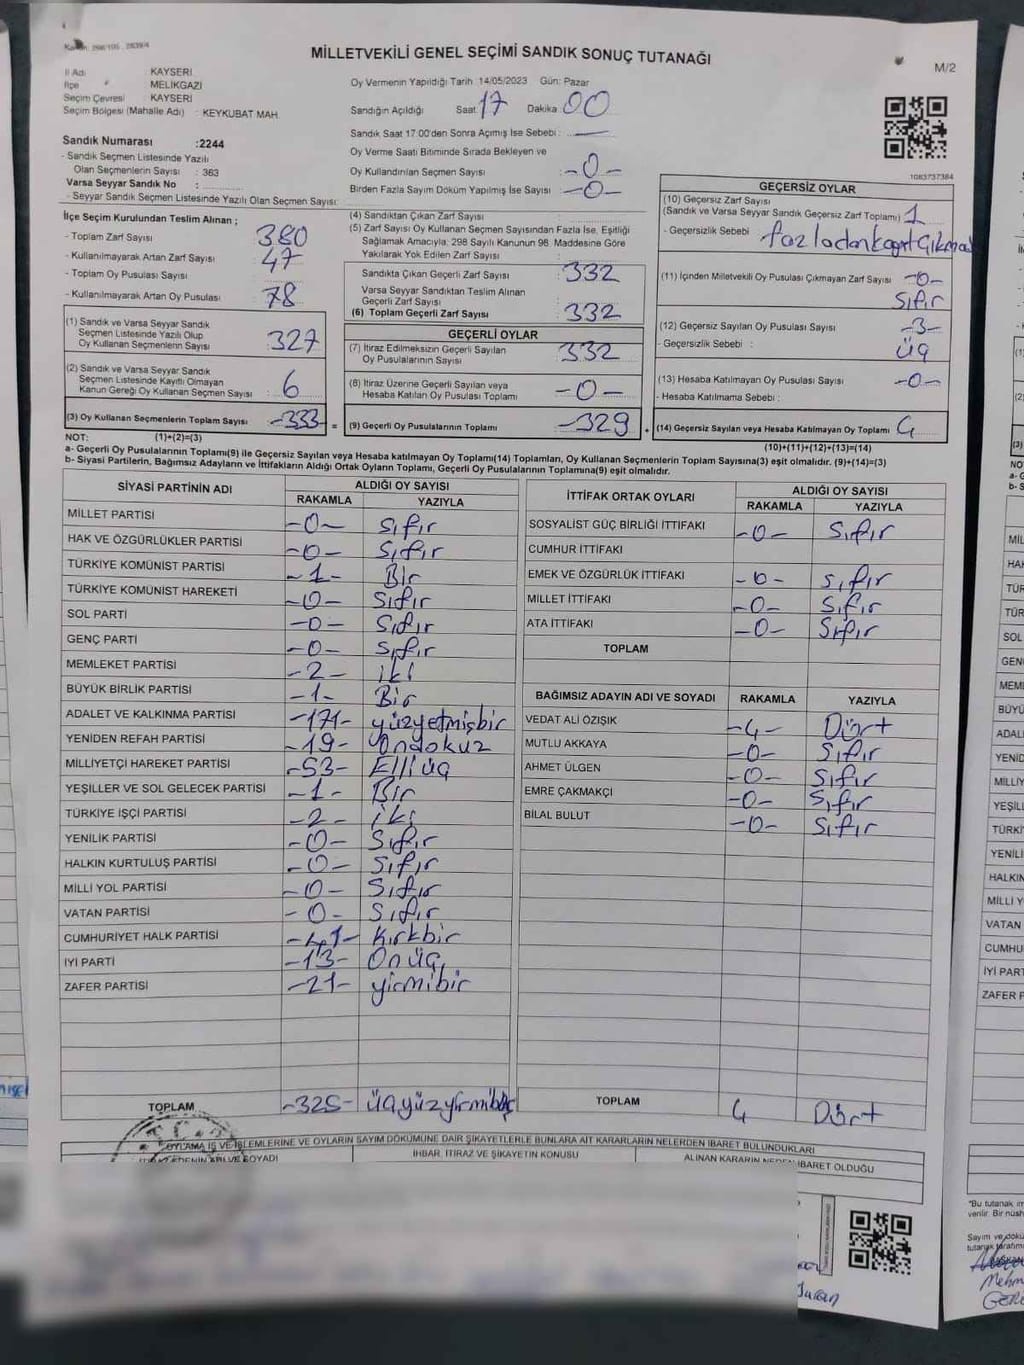 MİLLETVEKİLİ GENEL SEÇİMİ SANDIK SONUÇ TUTANAĞI
M/2
İl Adı KAYSERİ
İlçe MELİKGAZİ
Seçim Çevresi KAYSERİ
Seçim Bölgesi (Mahalle Adı) : KEYKUBAT MAH.
Oy Vermenin Yapıldığı Tarih 14/05/2023 Gün: Pazar
Sandığın Açıldığı Saat 17 Dakika 00
Sandık Saat 17:00'den Sonra Açımış İse Sebebi :
Oy Verme Saati Bitiminde Sırada Bekleyen ve
Oy Kullandırılan Seçmen Sayısı :-0-
Birden Fazla Sayım Döküm Yapılmış İse Sayısı :-0-
1083737384
Sandık Numarası :2244
- Sandık Seçmen Listesinde Yazılı
Olan Seçmenlerin Sayısı : 363
Varsa Seyyar Sandık No :
- Seyyar Sandık Seçmen Listesinde Yazılı Olan Seçmen Sayısı:
İlçe Seçim Kurulundan Teslim Alınan ;
- Toplam Zarf Sayısı 380
- Kullanılmayarak Artan Zarf Sayısı 47
- Toplam Oy Pusulası Sayısı
- Kullanılmayarak Artan Oy Pusulası 78
(1) Sandık ve Varsa Seyyar Sandık
Seçmen Listesinde Yazılı Olup
Oy Kullanan Seçmenlerin Sayısı 327
(2) Sandık ve Varsa Seyyar Sandık
Seçmen Listesinde Kayıtlı Olmayan
Kanun Gereği Oy Kullanan Seçmen Sayısı 6
(3) Oy Kullanan Seçmenlerin Toplam Sayısı -333- =
(4) Sandıktan Çıkan Zarf Sayısı :
(5) Zarf Sayısı Oy Kullanan Seçmen Sayısından Fazla İse, Eşitliği
Sağlamak Amacıyla; 298 Sayılı Kanunun 98. Maddesine Göre
Yakılarak Yok Edilen Zarf Sayısı :
Sandıkta Çıkan Geçerli Zarf Sayısı 332
Varsa Seyyar Sandıktan Teslim Alınan
Geçerli Zarf Sayısı
(6) Toplam Geçerli Zarf Sayısı 332
GEÇERLİ OYLAR
(7) İtiraz Edilmeksizin Geçerli Sayılan
Oy Pusulalarının Sayısı 332
(8) İtiraz Üzerine Geçerli Sayılan veya
Hesaba Katılan Oy Pusulası Toplamı -0-
(9) Geçerli Oy Pusulalarının Toplamı -329 +
GEÇERSİZ OYLAR
(10) Geçersiz Zarf Sayısı
(Sandık ve Varsa Seyyar Sandık Geçersiz Zarf Toplamı) 1
- Geçersizlik Sebebi : fazladan kağıt çıkması
(11) İçinden Milletvekili Oy Pusulası Çıkmayan Zarf Sayısı -0-
Sıfır
(12) Geçersiz Sayılan Oy Pusulası Sayısı -3-
- Geçersizlik Sebebi : üç
(13) Hesaba Katılmayan Oy Pusulası Sayısı -0-
- Hesaba Katılmama Sebebi :
(14) Geçersiz Sayılan veya Hesaba Katılmayan Oy Toplamı 4
NOT: (1)+(2)=(3)
(10)+(11)+(12)+(13)=(14)
a- Geçerli Oy Pusulalarının Toplamı(9) ile Geçersiz Sayılan veya Hesaba katılmayan Oy Toplamı(14) Toplamları, Oy Kullanan Seçmenlerin Toplam Sayısına(3) eşit olmalıdır. (9)+(14)=(3)
b- Siyasi Partilerin, Bağımsız Adayların ve İttifakların Aldığı Ortak Oyların Toplamı, Geçerli Oy Pusulalarının Toplamına(9) eşit olmalıdır.
SİYASİ PARTİNİN ADI ALDIĞI OY SAYISI
RAKAMLA YAZIYLA
MİLLET PARTİSİ -0- Sıfır
HAK VE ÖZGÜRLÜKLER PARTİSİ -0- Sıfır
TÜRKİYE KOMÜNİST PARTİSİ -1- Bir
TÜRKİYE KOMÜNİST HAREKETİ -0- Sıfır
SOL PARTİ -0- Sıfır
GENÇ PARTİ -0- Sıfır
MEMLEKET PARTİSİ -2- iki
BÜYÜK BİRLİK PARTİSİ -1- Bir
ADALET VE KALKINMA PARTİSİ -171- yüzyetmişbir
YENİDEN REFAH PARTİSİ -19- Ondokuz
MİLLİYETÇİ HAREKET PARTİSİ -53- Elliüç
YEŞİLLER VE SOL GELECEK PARTİSİ -1- Bir
TÜRKİYE İŞÇİ PARTİSİ -2- iki
YENİLİK PARTİSİ -0- Sıfır
HALKIN KURTULUŞ PARTİSİ -0- Sıfır
MİLLİ YOL PARTİSİ -0- Sıfır
VATAN PARTİSİ -0- Sıfır
CUMHURİYET HALK PARTİSİ -41- Kırkbir
İYİ PARTİ -13- Onüç
ZAFER PARTİSİ -21- yirmibir
TOPLAM -325- üçyüzyirmibeş
İTTİFAK ORTAK OYLARI ALDIĞI OY SAYISI
RAKAMLA YAZIYLA
SOSYALİST GÜÇ BİRLİĞİ İTTİFAKI -0- Sıfır
CUMHUR İTTİFAKI
EMEK VE ÖZGÜRLÜK İTTİFAKI -0- Sıfır
MİLLET İTTİFAKI -0- Sıfır
ATA İTTİFAKI -0- Sıfır
TOPLAM
BAĞIMSIZ ADAYIN ADI VE SOYADI RAKAMLA YAZIYLA
VEDAT ALİ ÖZIŞIK -4- Dört
MUTLU AKKAYA -0- Sıfır
AHMET ÜLGEN -0- Sıfır
EMRE ÇAKMAKÇI -0- Sıfır
BİLAL BULUT -0- Sıfır
TOPLAM 4 Dört
OYLAMA İŞ VE İŞLEMLERİNE VE OYLARIN SAYIM DÖKÜMÜNE DAİR ŞİKAYETLERLE BUNLARA AİT KARARLARIN NELERDEN İBARET BULUNDUKLARI
İHBAR, İTİRAZ VE ŞİKAYETİN KONUSU
ALINAN KARARIN NEDEN İBARET OLDUĞU